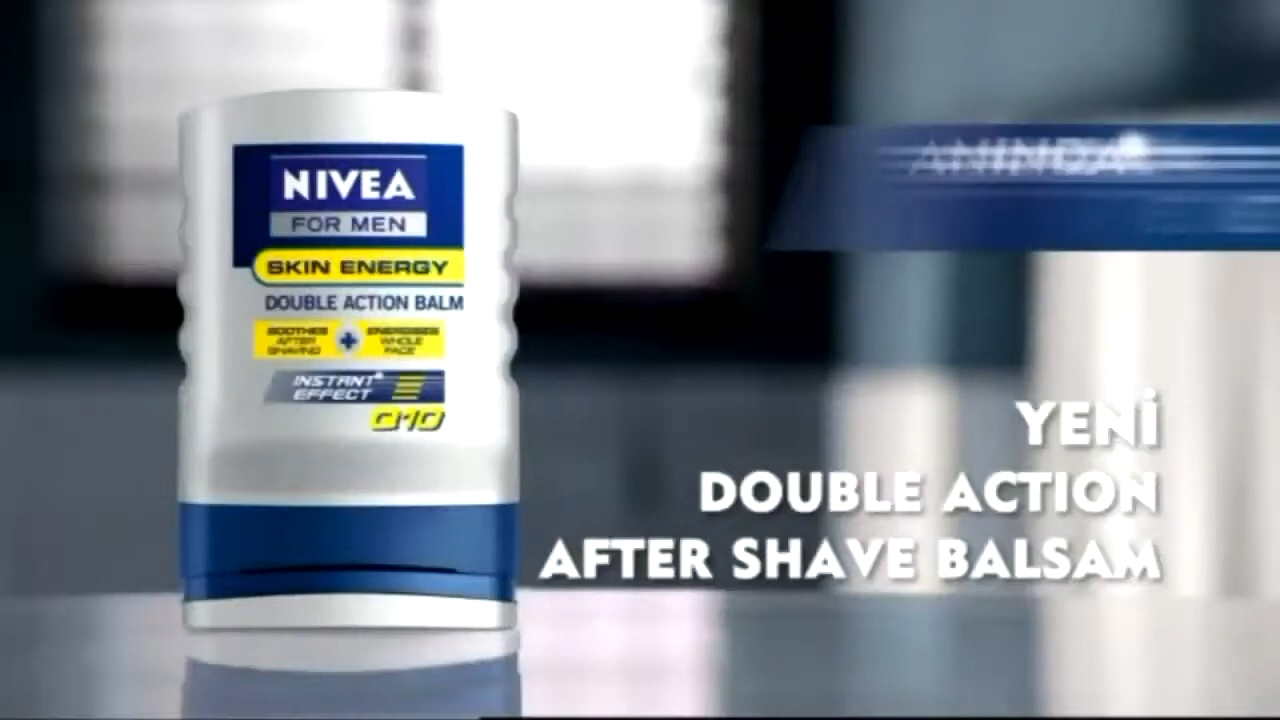 NIVEA
FOR MEN
SKIN ENERGY
DOUBLE ACTION BALM
SOOTHES AFTER SHAVING + ENERGISES WHOLE FACE
INSTANT* EFFECT
Q10
ANINDA*
YENİ
DOUBLE ACTION
AFTER SHAVE BALSAM